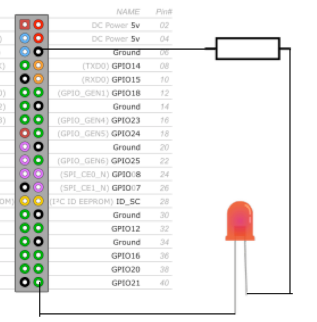 NAME Pin#
DC Power 5v 02
DC Power 5v 04
Ground 06
(TXD0) GPIO14 08
(RXD0) GPIO15 10
(GPIO_GEN1) GPIO18 12
Ground 14
(GPIO_GEN4) GPIO23 16
(GPIO_GEN5) GPIO24 18
Ground 20
(GPIO_GEN6) GPIO25 22
(SPI_CE0_N) GPIO08 24
(SPI_CE1_N) GPIO07 26
OM) (I²C ID EEPROM) ID_SC 28
Ground 30
GPIO12 32
Ground 34
GPIO16 36
GPIO20 38
GPIO21 40